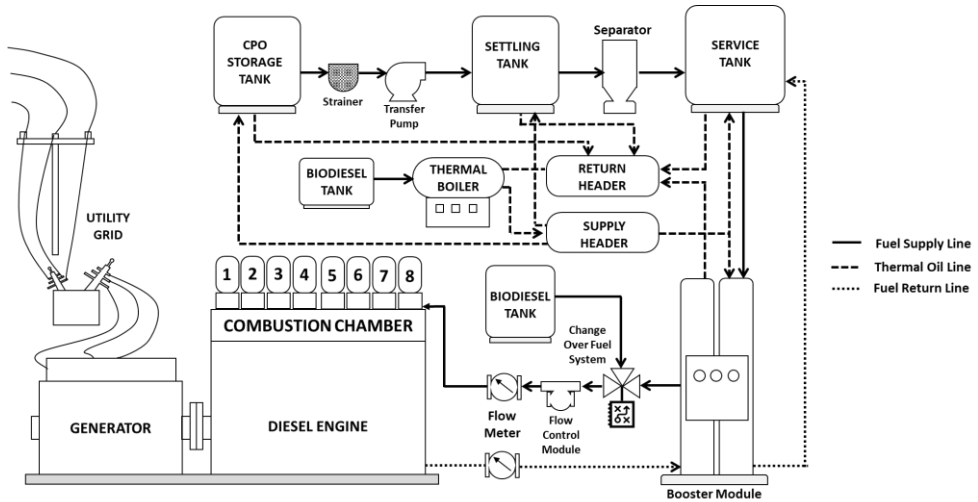 CPO
STORAGE
TANK
Strainer
Transfer
Pump
SETTLING
TANK
Separator
SERVICE
TANK
BIODIESEL
TANK
THERMAL
BOILER
RETURN
HEADER
SUPPLY
HEADER
UTILITY
GRID
Fuel Supply Line
Thermal Oil Line
Fuel Return Line
1 2 3 4 5 6 7 8
COMBUSTION CHAMBER
BIODIESEL
TANK
Change
Over Fuel
System
Flow
Meter
Flow
Control
Module
GENERATOR
DIESEL ENGINE
Booster Module